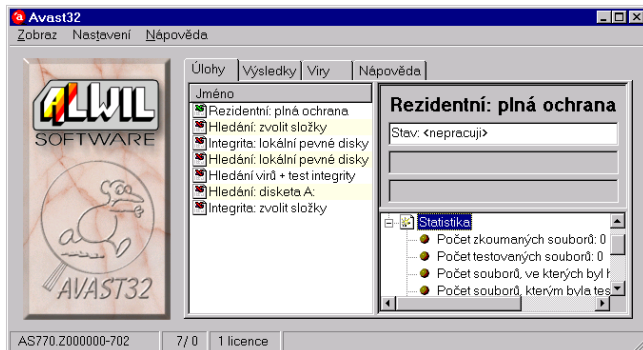 Avast32
Zobraz Nastavení Nápověda
ALWIL
SOFTWARE
AVAST32
Úlohy Výsledky Viry Nápověda
Jméno
Rezidentní: plná ochrana
Hledání: zvolit složky
Integrita: lokální pevné disky
Hledání: lokální pevné disky
Hledání virů + test integrity
Hledání: disketa A:
Integrita: zvolit složky
Rezidentní: plná ochrana
Stav: <nepracuji>
Statistika
Počet zkoumaných souborů: 0
Počet testovaných souborů: 0
Počet souborů, ve kterých byl
Počet souborů, kterým byla tes
AS770.Z000000-702 7/0 1 licence